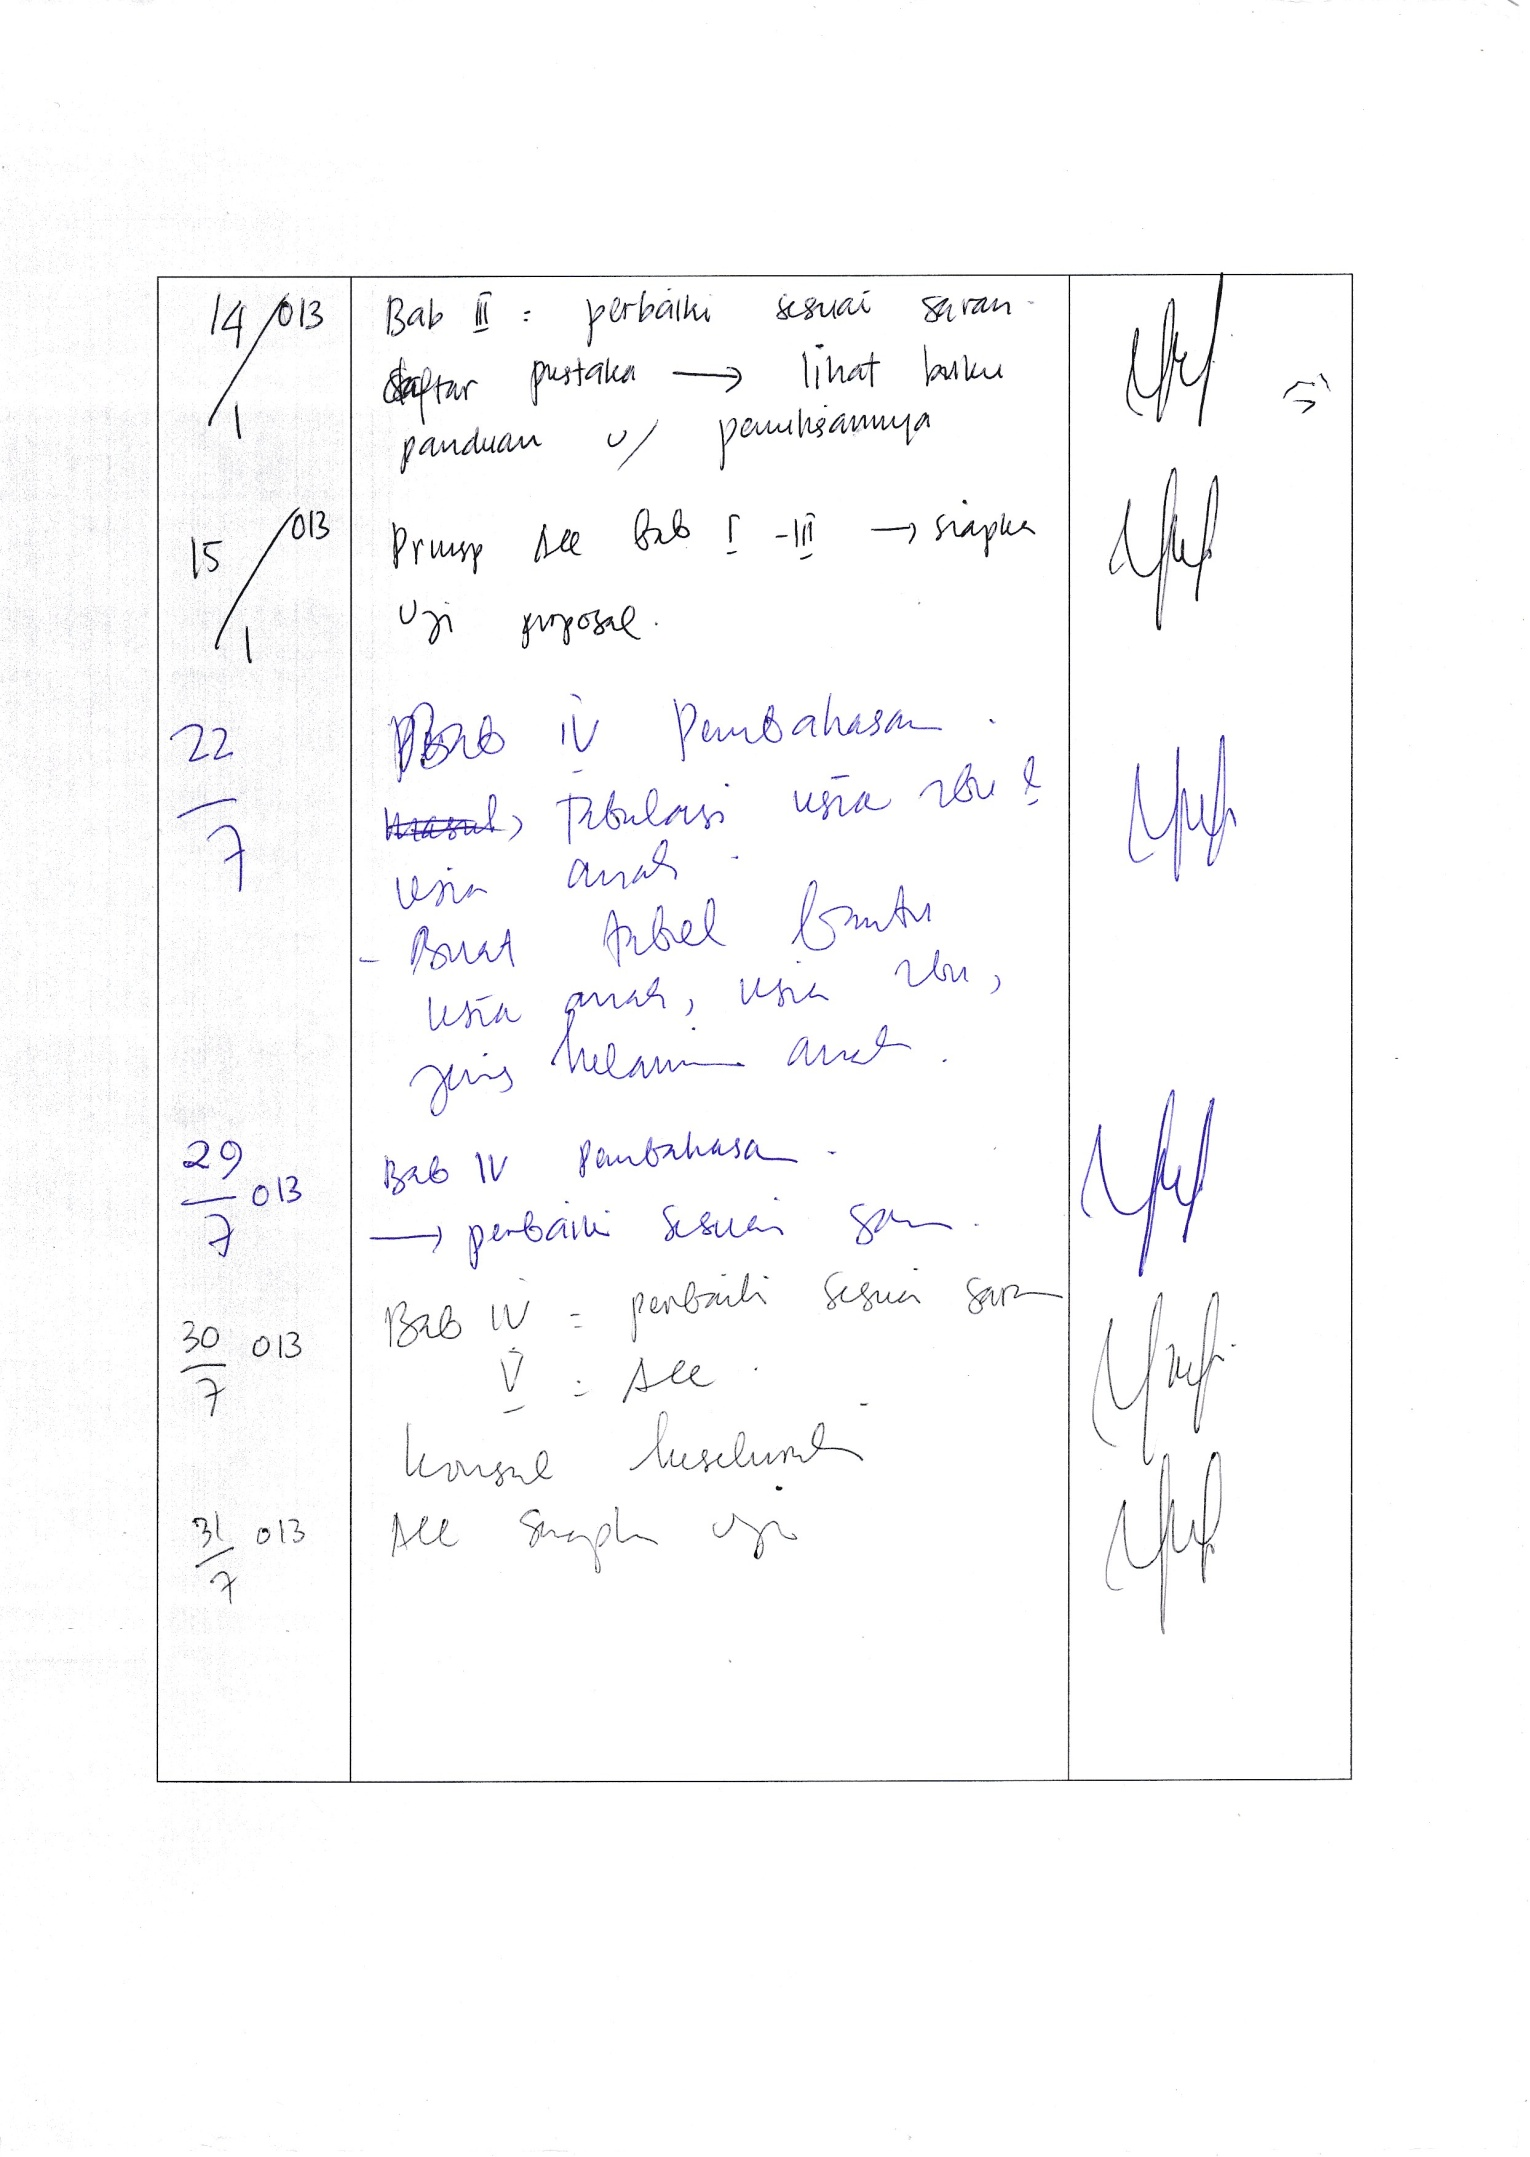 14/1 013 Bab III : perbaiki sesuai saran.
daftar pustaka → lihat buku
panduan u/ penulisannya
15/1 013 Prinsp Acc Bab I - III → siapka
Uji proposal.
22/7 Bab IV Pembahasan.
Tabulasi usia ibu &
usia anak.
- Buat tabel bantu
usia anak, usia ibu,
jenis kelamin anak.
29/7 013 Bab IV Pembahasan.
→ perbaiki sesuai saran.
30/7 013 Bab IV : perbaiki sesuai saran
V : Acc.
Konsul keseluruhan
31/7 013 Acc siapkan uji